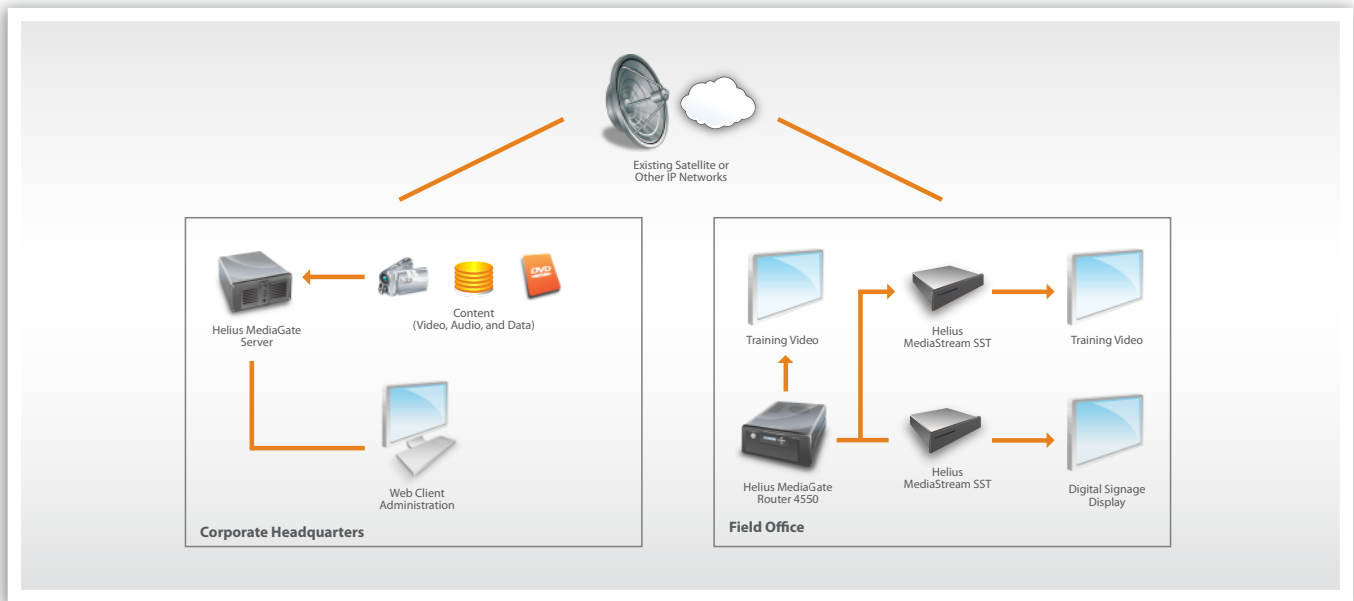 Existing Satellite or
Other IP Networks
DVD
Content
(Video, Audio, and Data)
Helius MediaGate
Server
Web Client
Administration
Corporate Headquarters
Training Video
Helius
MediaStream SST
Training Video
Helius MediaGate
Router 4550
Helius
MediaStream SST
Digital Signage
Display
Field Office